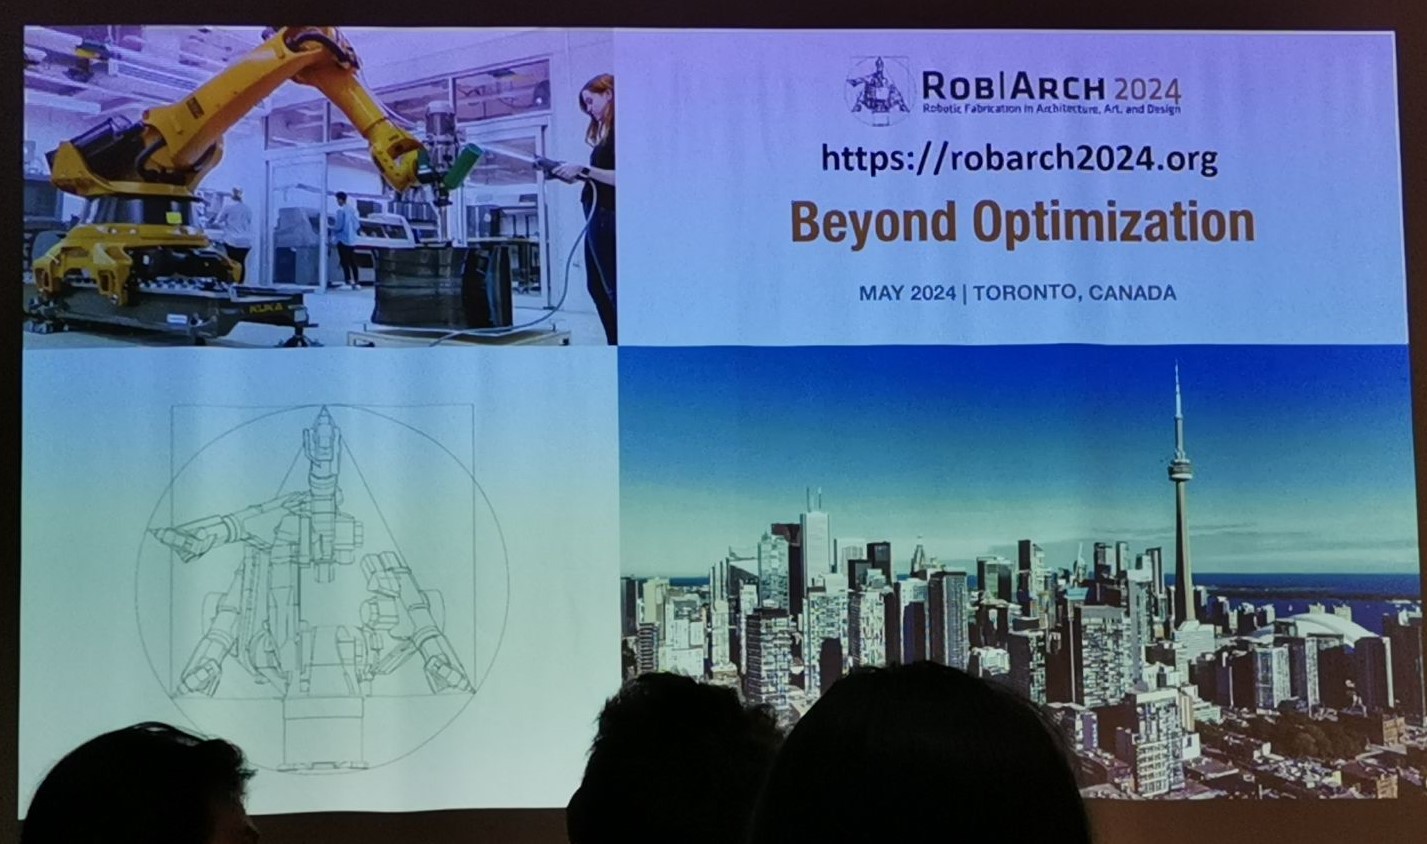 ROB|ARCH 2024
Robotic Fabrication in Architecture, Art, and Design
https://robarch2024.org
Beyond Optimization
MAY 2024 | TORONTO, CANADA
KUKA